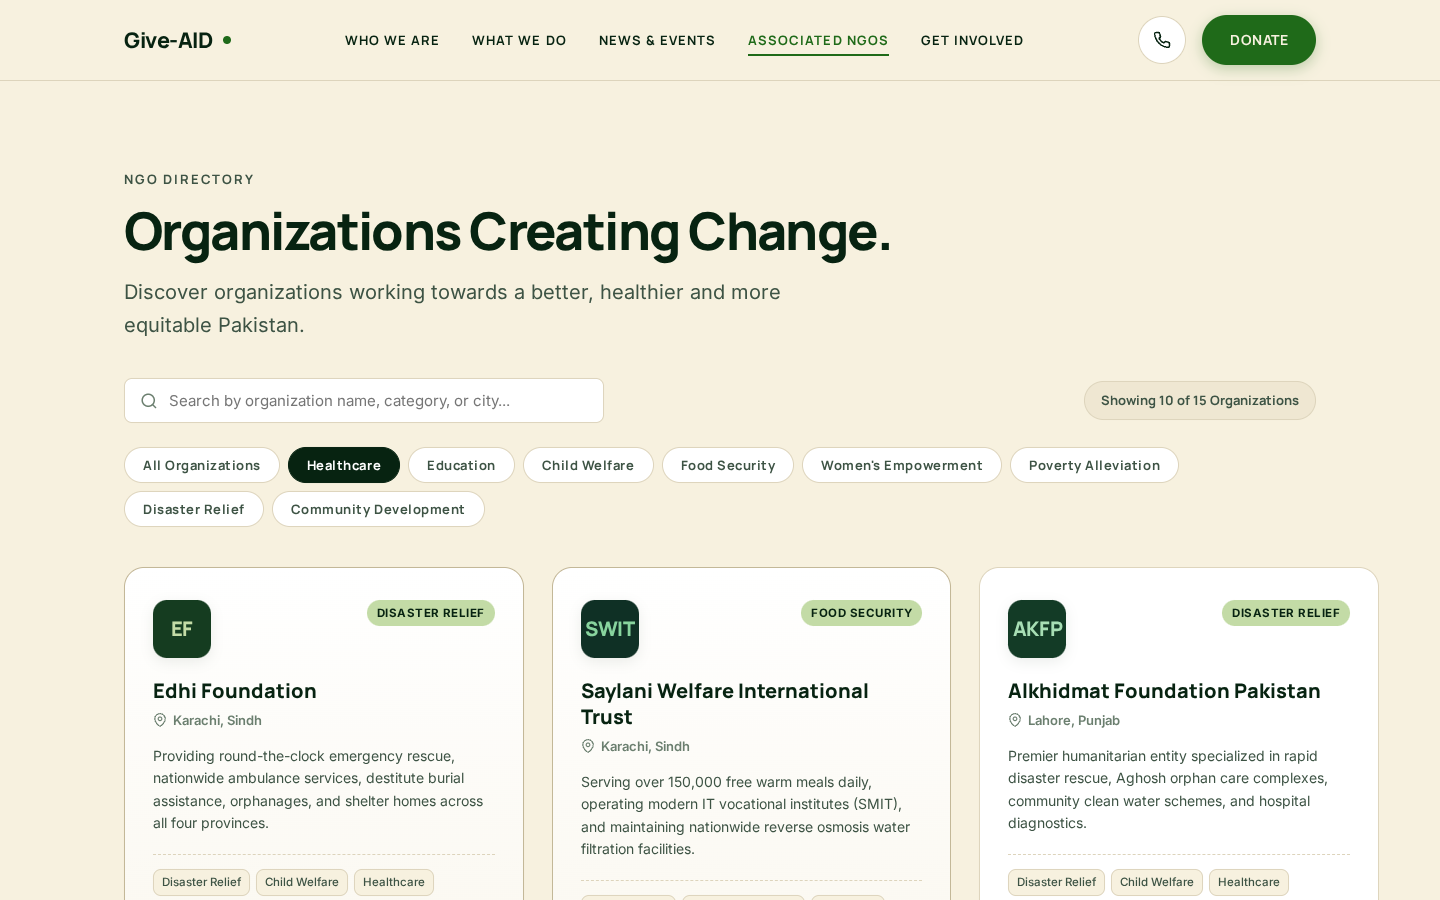 Give-AID
WHO WE ARE
WHAT WE DO
NEWS & EVENTS
ASSOCIATED NGOS
GET INVOLVED
DONATE
NGO DIRECTORY
Organizations Creating Change.
Discover organizations working towards a better, healthier and more
equitable Pakistan.
Search by organization name, category, or city...
Showing 10 of 15 Organizations
All Organizations
Healthcare
Education
Child Welfare
Food Security
Women's Empowerment
Poverty Alleviation
Disaster Relief
Community Development
EF
DISASTER RELIEF
Edhi Foundation
Karachi, Sindh
Providing round-the-clock emergency rescue,
nationwide ambulance services, destitute burial
assistance, orphanages, and shelter homes across
all four provinces.
Disaster Relief
Child Welfare
Healthcare
SWIT
FOOD SECURITY
Saylani Welfare International
Trust
Karachi, Sindh
Serving over 150,000 free warm meals daily,
operating modern IT vocational institutes (SMIT),
and maintaining nationwide reverse osmosis water
filtration facilities.
AKFP
DISASTER RELIEF
Alkhidmat Foundation Pakistan
Lahore, Punjab
Premier humanitarian entity specialized in rapid
disaster rescue, Aghosh orphan care complexes,
community clean water schemes, and hospital
diagnostics.
Disaster Relief
Child Welfare
Healthcare